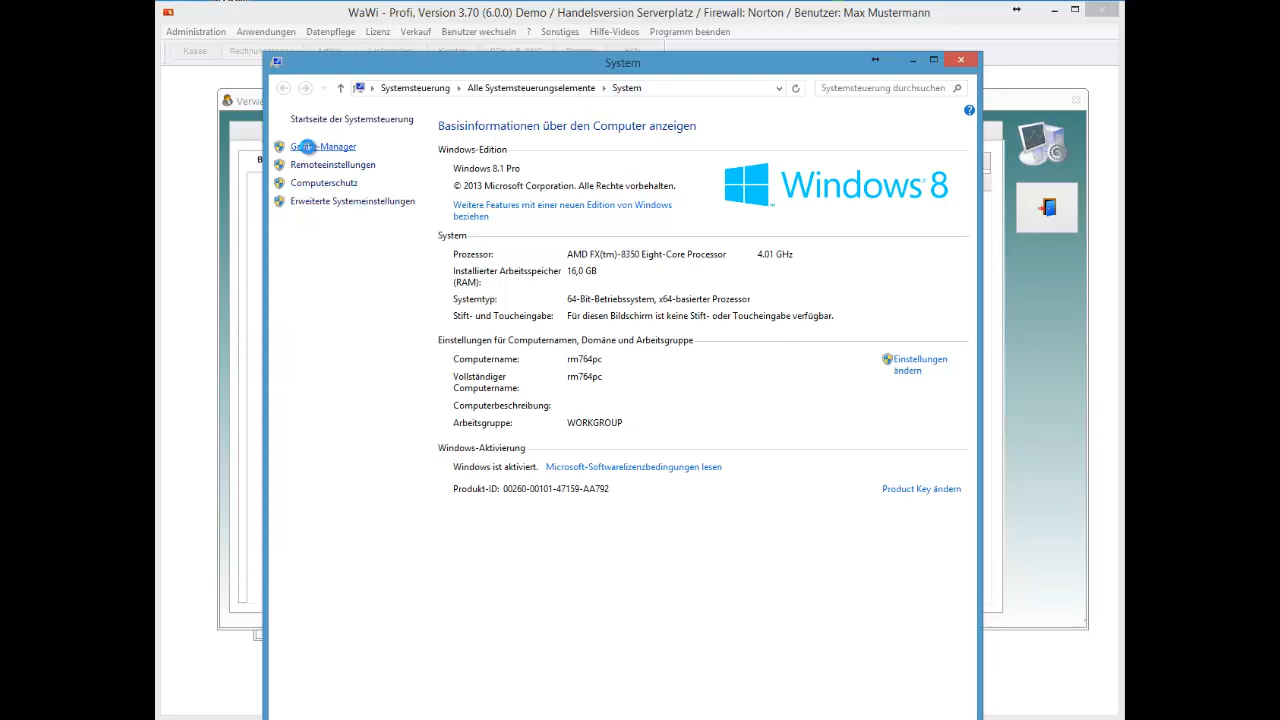 WaWi - Profi, Version 3.70 (6.0.0) Demo / Handelsversion Serverplatz / Firewall: Norton / Benutzer: Max Mustermann
Administration Anwendungen Datenpflege Lizenz Verkauf Benutzer wechseln ? Sonstiges Hilfe-Videos Programm beenden
Kasse
System
Systemsteuerung Alle Systemsteuerungselemente System
Systemsteuerung durchsuchen
Startseite der Systemsteuerung
Geräte-Manager
Remoteeinstellungen
Computerschutz
Erweiterte Systemeinstellungen
Basisinformationen über den Computer anzeigen
Windows-Edition
Windows 8.1 Pro
© 2013 Microsoft Corporation. Alle Rechte vorbehalten.
Weitere Features mit einer neuen Edition von Windows
beziehen
Windows 8
System
Prozessor: AMD FX(tm)-8350 Eight-Core Processor 4.01 GHz
Installierter Arbeitsspeicher 16,0 GB
(RAM):
Systemtyp: 64-Bit-Betriebssystem, x64-basierter Prozessor
Stift- und Toucheingabe: Für diesen Bildschirm ist keine Stift- oder Toucheingabe verfügbar.
Einstellungen für Computernamen, Domäne und Arbeitsgruppe
Computername: rm764pc
Vollständiger rm764pc
Computername:
Computerbeschreibung:
Arbeitsgruppe: WORKGROUP
Einstellungen
ändern
Windows-Aktivierung
Windows ist aktiviert. Microsoft-Softwarelizenzbedingungen lesen
Produkt-ID: 00260-00101-47159-AA792
Product Key ändern